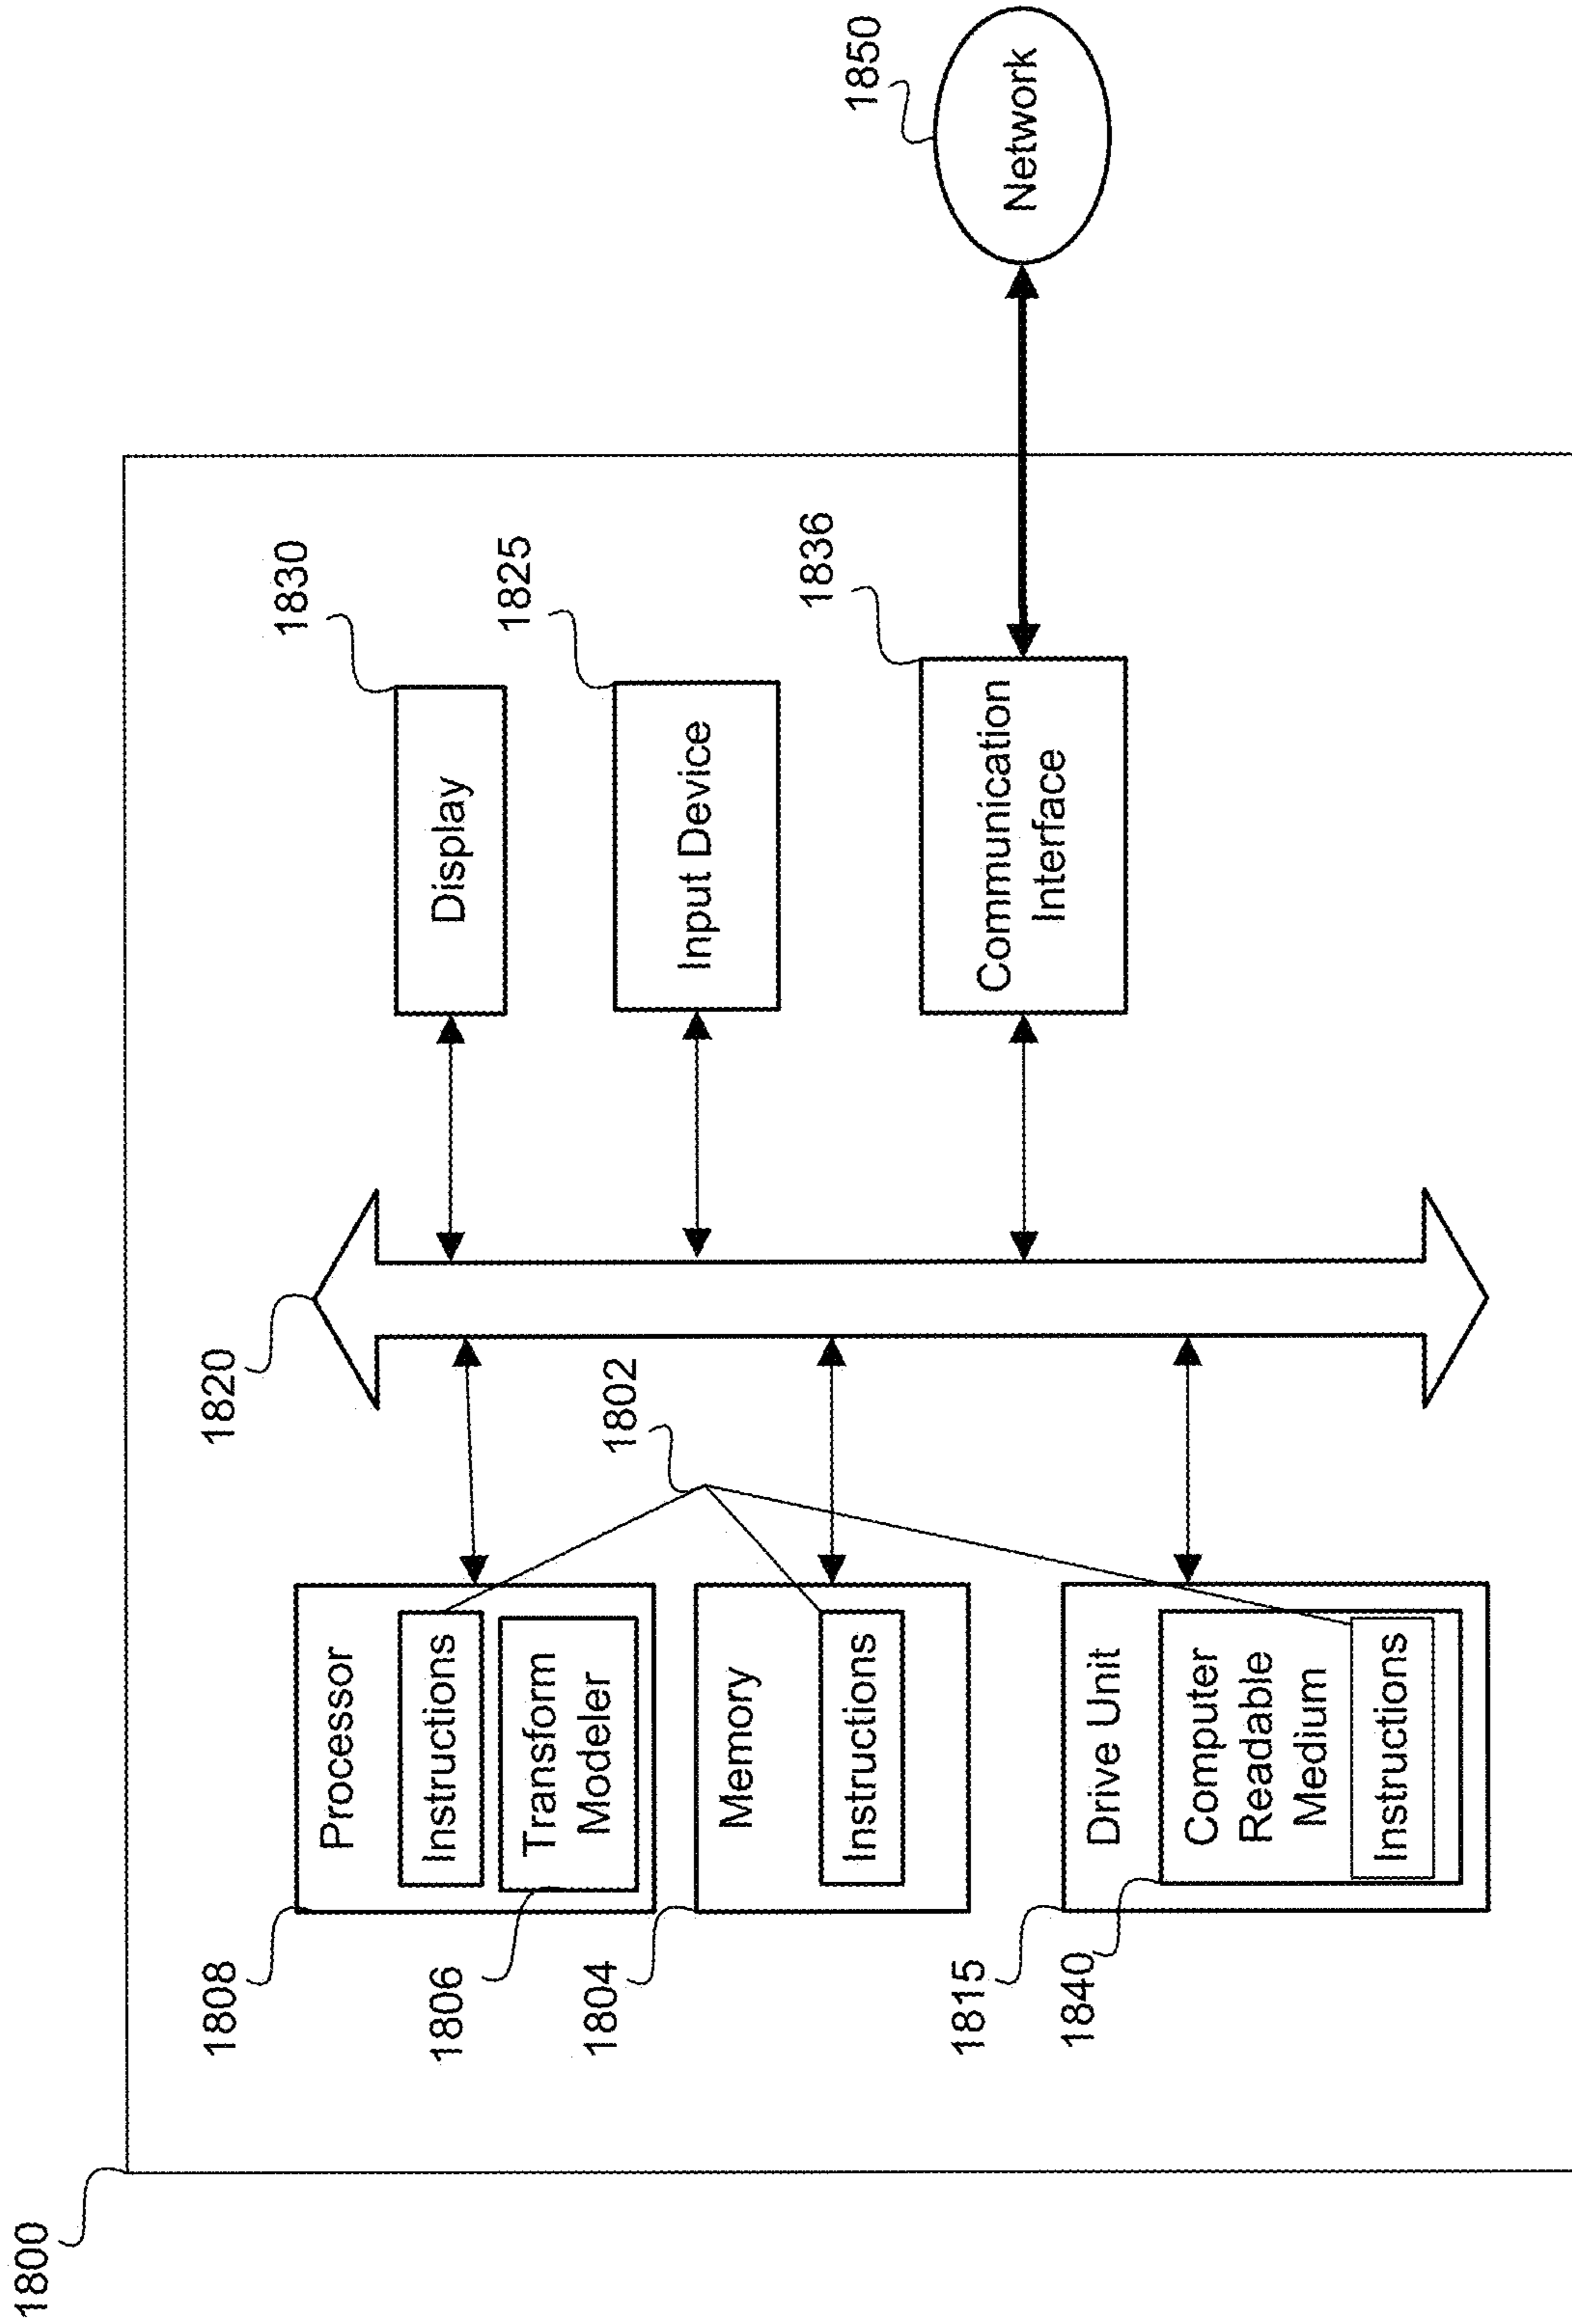 1800
1808
Processor
Instructions
1806
Transform
Modeler
1804
Memory
Instructions
1802
1815
Drive Unit
1840
Computer
Readable
Medium
Instructions
1820
1830
Display
1825
Input Device
1836
Communication
Interface
1850
Network